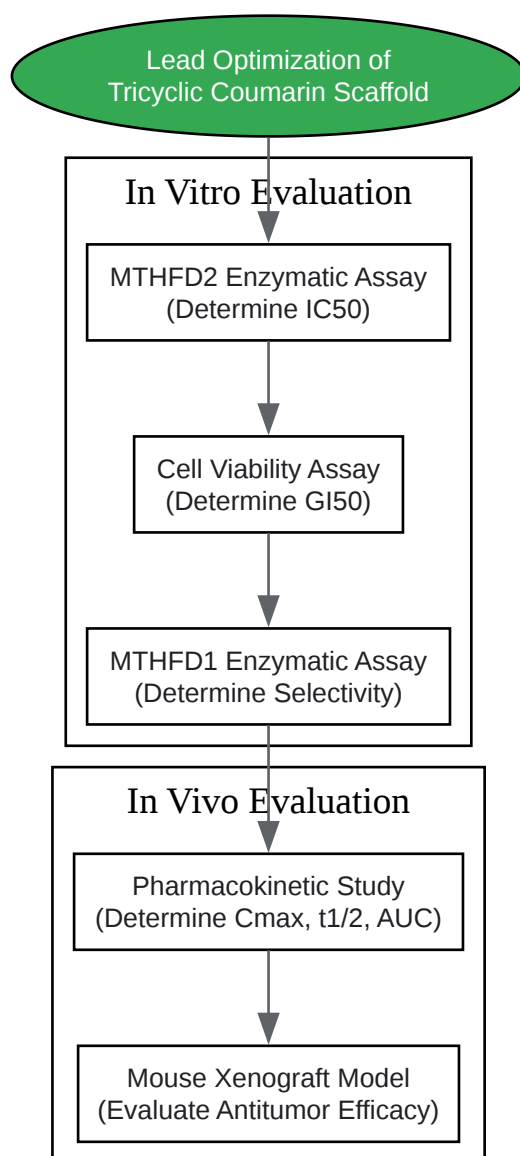 Lead Optimization of
Tricyclic Coumarin Scaffold
In Vitro Evaluation
MTHFD2 Enzymatic Assay
(Determine IC50)
Cell Viability Assay
(Determine GI50)
MTHFD1 Enzymatic Assay
(Determine Selectivity)
In Vivo Evaluation
Pharmacokinetic Study
(Determine Cmax, t1/2, AUC)
Mouse Xenograft Model
(Evaluate Antitumor Efficacy)